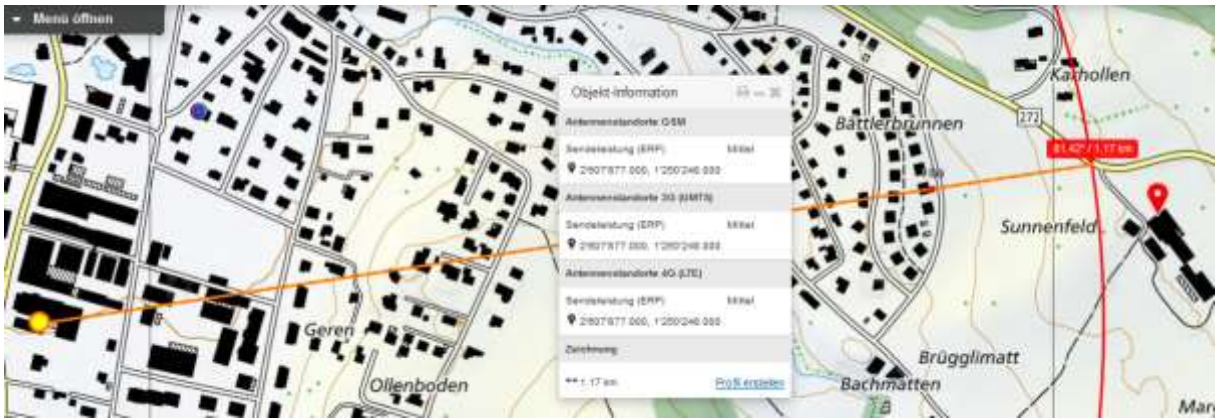 Menü öffnen
Karhollen
Objekt-Information
272
Antennenstandorte GSM
Bättlerbrunnen
81.42° / 1.17 km
Sendeleistung (ERP) Mittel
2'607'877.000, 1'250'246.000
Antennenstandorte 3G (UMTS)
Sendeleistung (ERP) Mittel
Sunnenfeld
2'607'877.000, 1'250'246.000
Antennenstandorte 4G (LTE)
Sendeleistung (ERP) Mittel
2'607'877.000, 1'250'246.000
Geren
Zeichnung
Brügglimatt
Ollenboden
1.17 km Profil erstellen
Bachmatten